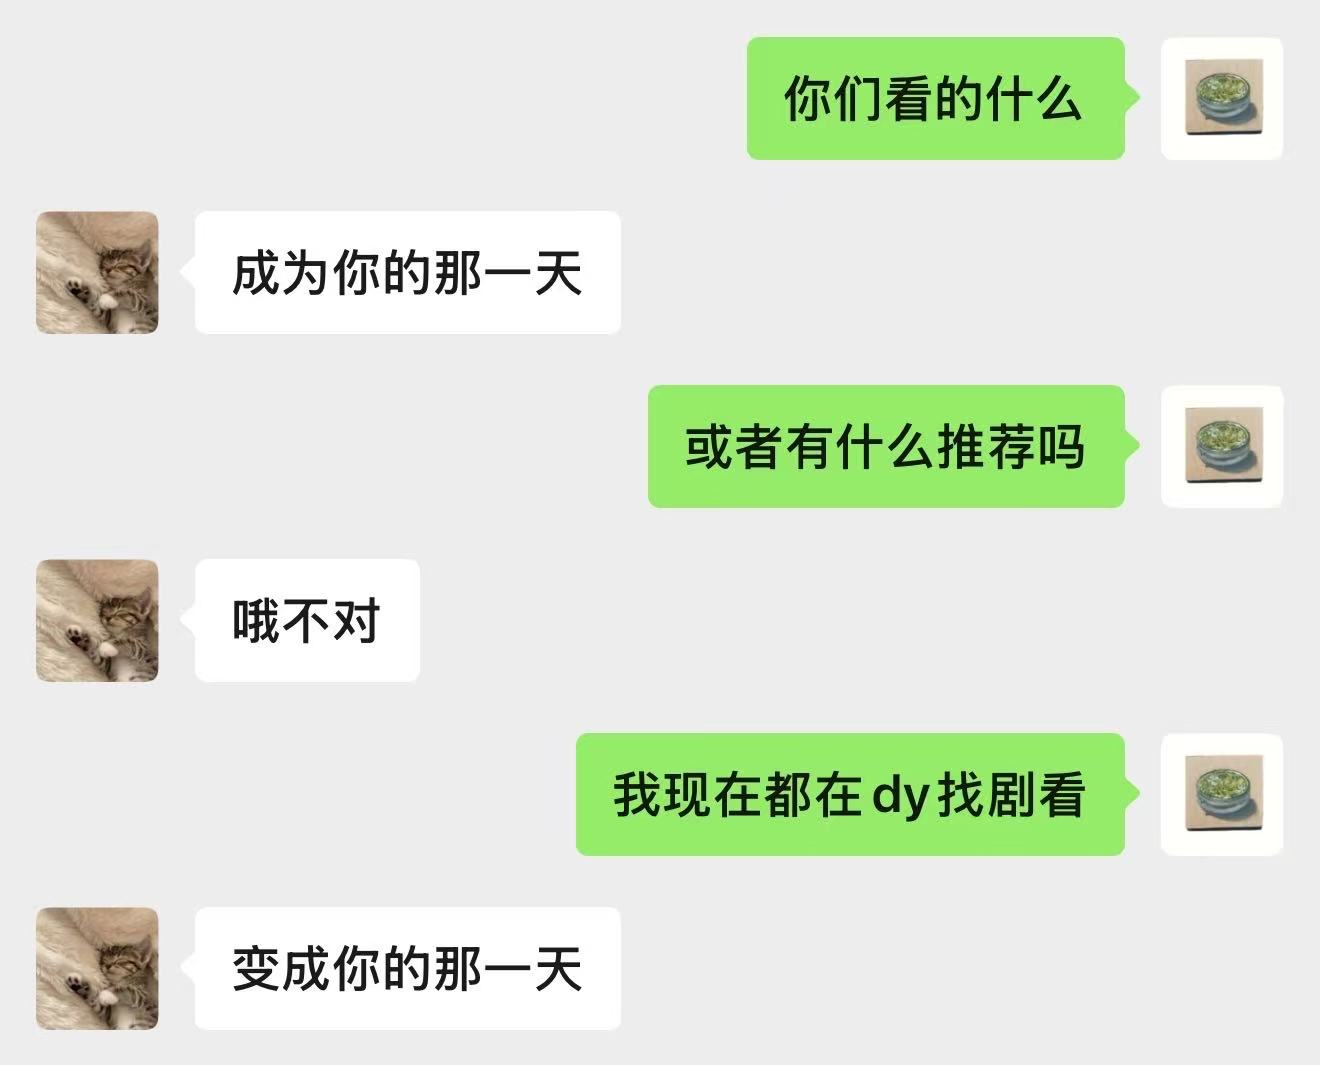 你们看的什么
成为你的那一天
或者有什么推荐吗
哦不对
我现在都在dy找剧看
变成你的那一天